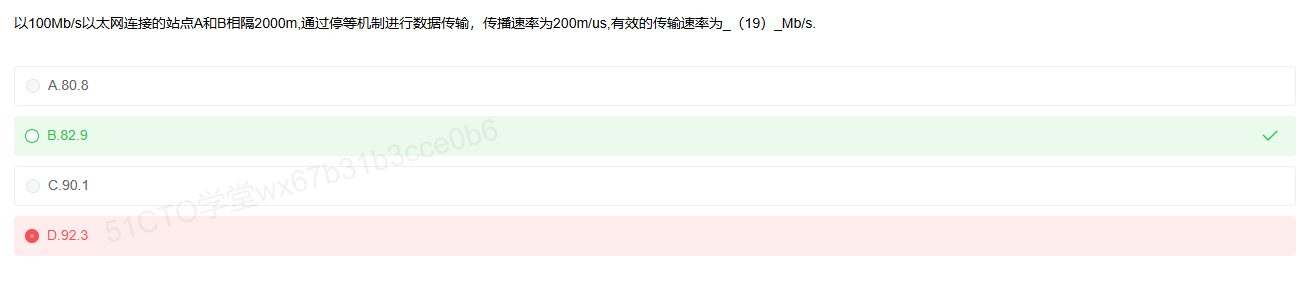 以100Mb/s以太网连接的站点A和B相隔2000m,通过停等机制进行数据传输，传播速率为200m/us,有效的传输速率为_（19）_Mb/s.
A.80.8
B.82.9
C.90.1
D.92.3
51CTO学堂wx67b31b3cce0b6